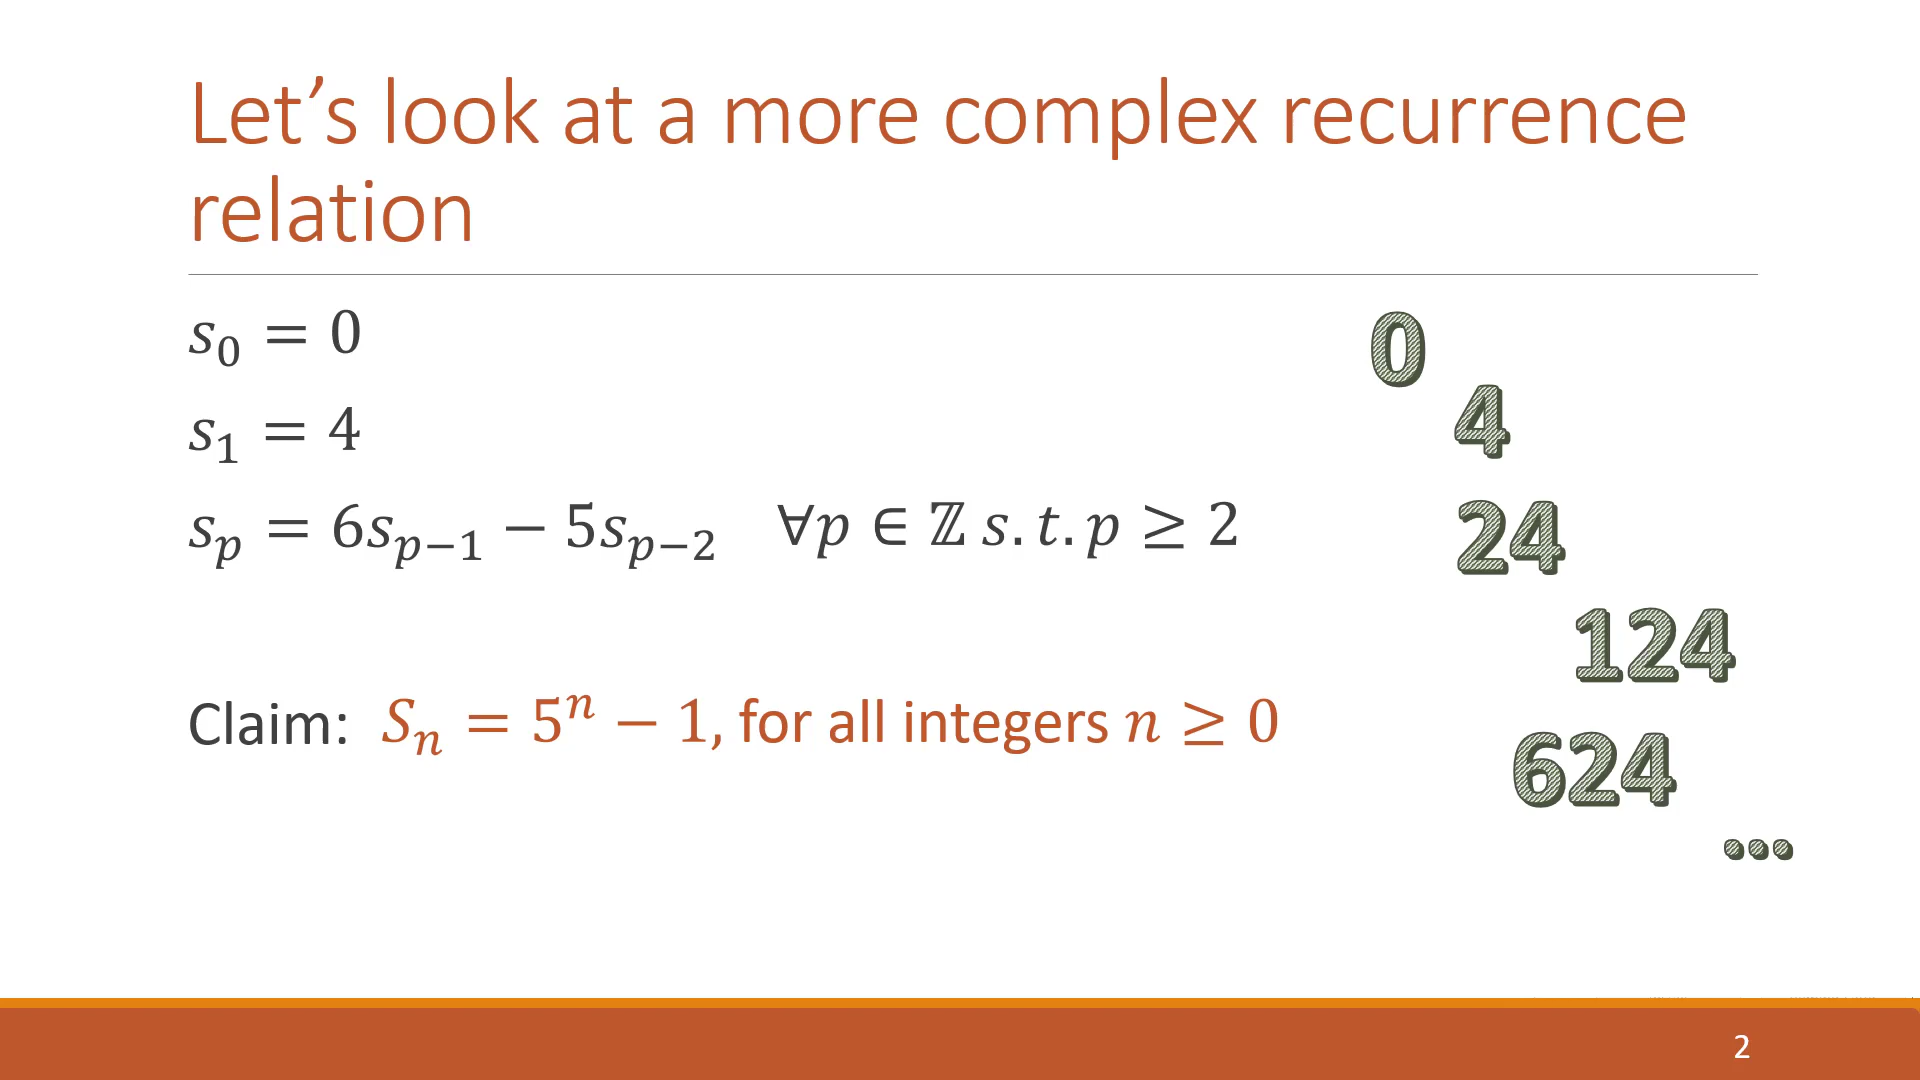 Let’s look at a more complex recurrence
relation
s₀ = 0
s₁ = 4
sₚ = 6sₚ₋₁ − 5sₚ₋₂ ∀p ∈ ℤ s.t. p ≥ 2
Claim: Sₙ = 5ⁿ − 1, for all integers n ≥ 0
0
4
24
124
624
...
2